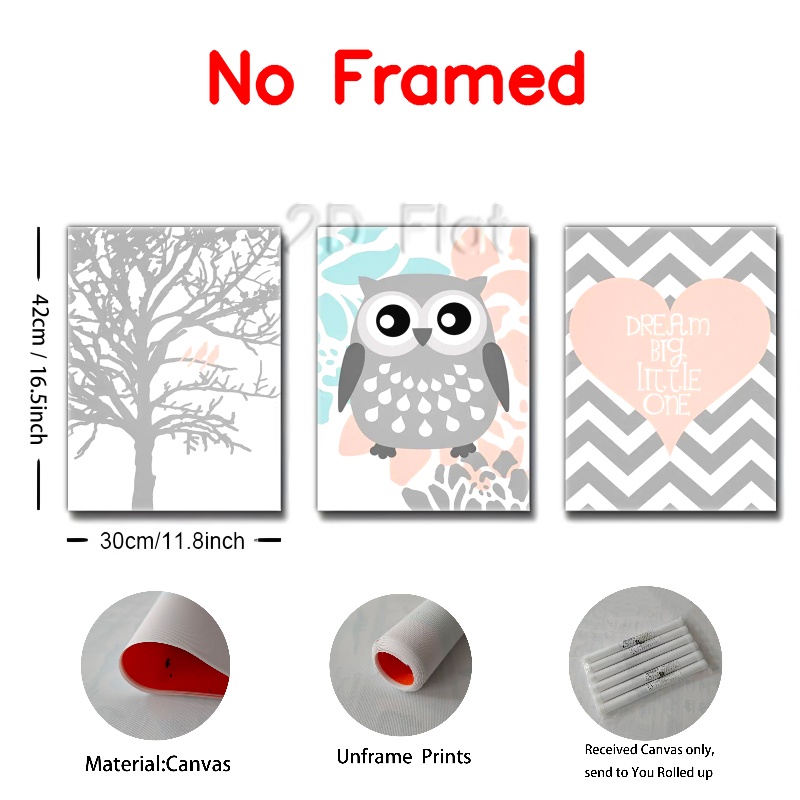 No Framed
2D Flat
42cm / 16.5inch
DREAM
BIG
LITTLE
ONE
30cm/11.8inch
Material:Canvas
Unframe Prints
Received Canvas only,
send to You Rolled up